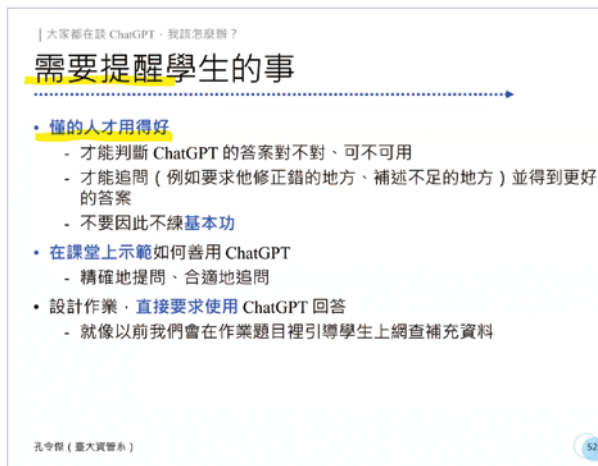 | 大家都在談 ChatGPT，我該怎麼辦？
需要提醒學生的事
• 懂的人才用得好
- 才能判斷 ChatGPT 的答案對不對、可不可用
- 才能追問（例如要求他修正錯的地方、補述不足的地方）並得到更好
的答案
- 不要因此不練基本功
• 在課堂上示範如何善用 ChatGPT
- 精確地提問、合適地追問
• 設計作業，直接要求使用 ChatGPT 回答
- 就像以前我們會在作業題目裡引導學生上網查補充資料
孔令傑（臺大資管系）
52